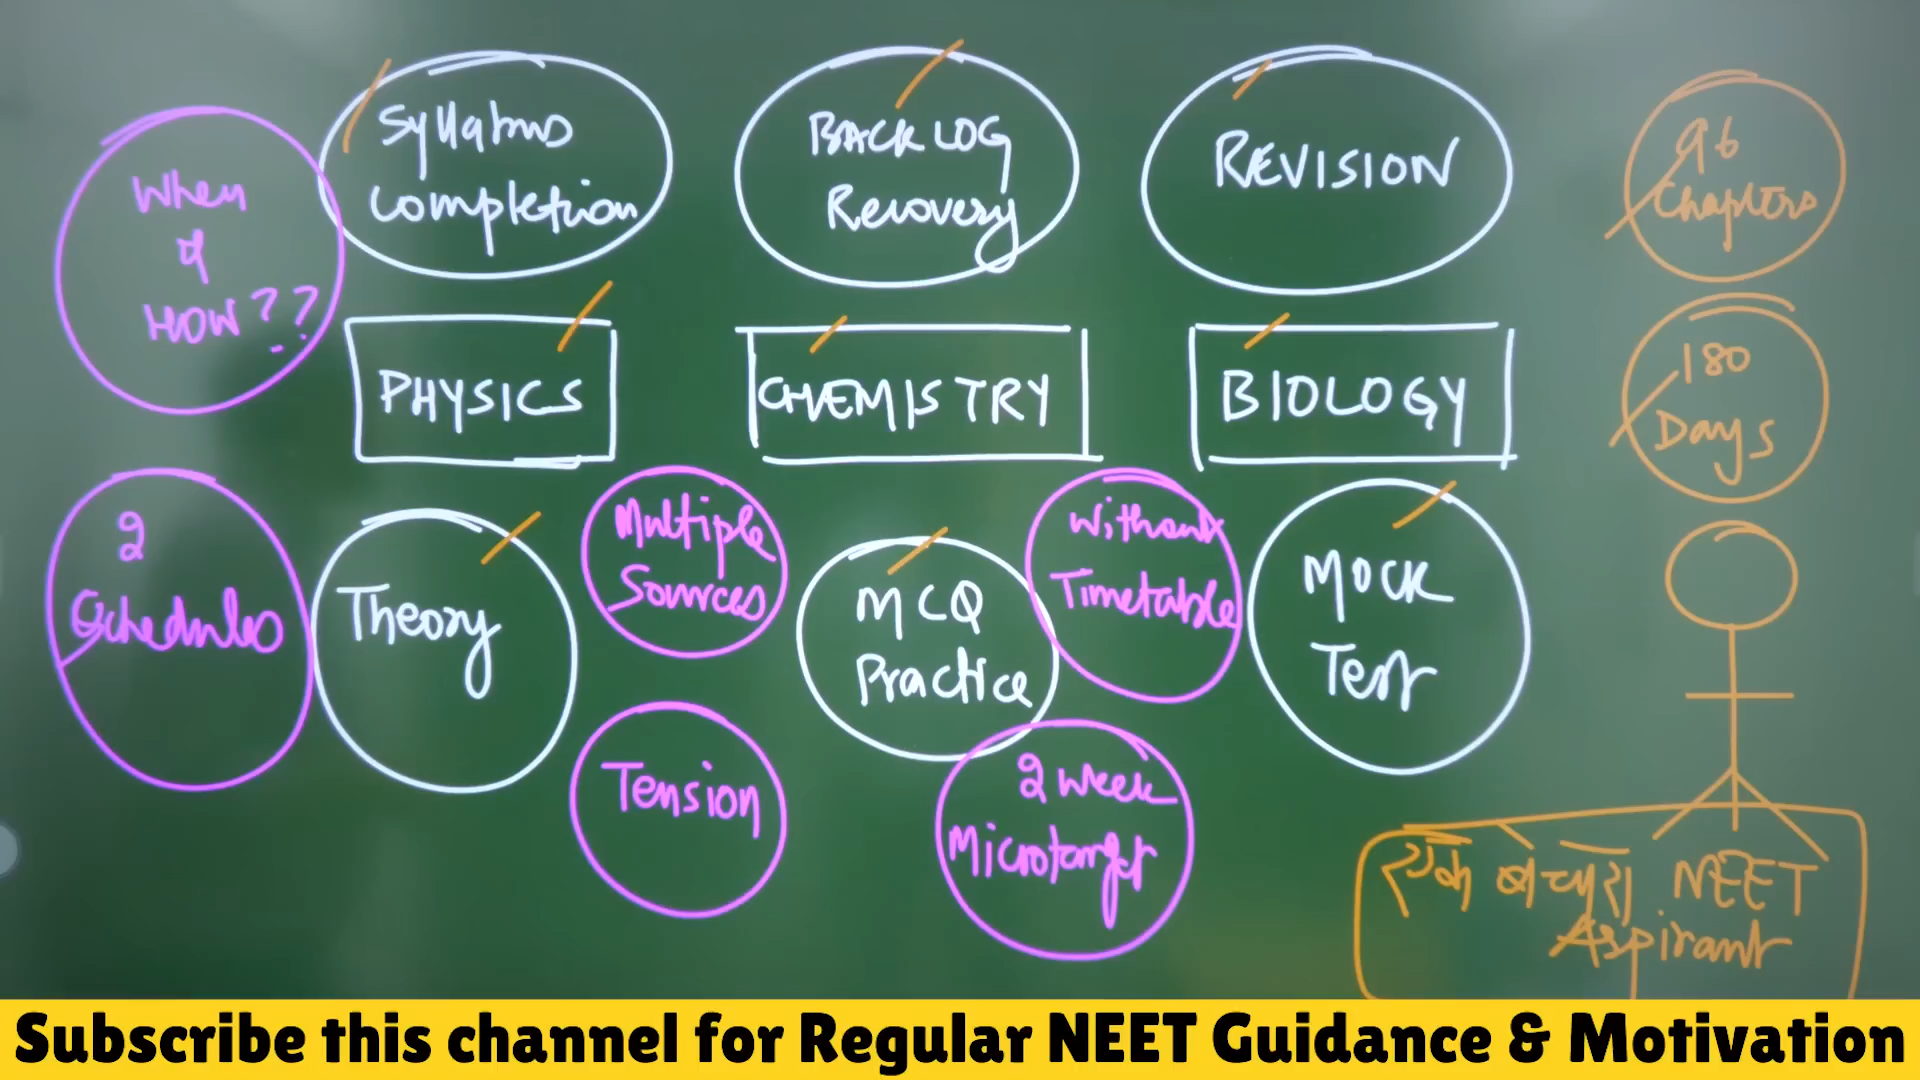 When
&
HOW??
Syllabus
Completion
BACKLOG
Recovery
REVISION
96
Chapters
PHYSICS
CHEMISTRY
BIOLOGY
180
Days
2
Schedules
Theory
Multiple
Sources
MCQ
Practice
Without
Timetable
MOCK
Test
Tension
2 week
Microtarget
एक बेचारा NEET
Aspirant
Subscribe this channel for Regular NEET Guidance & Motivation